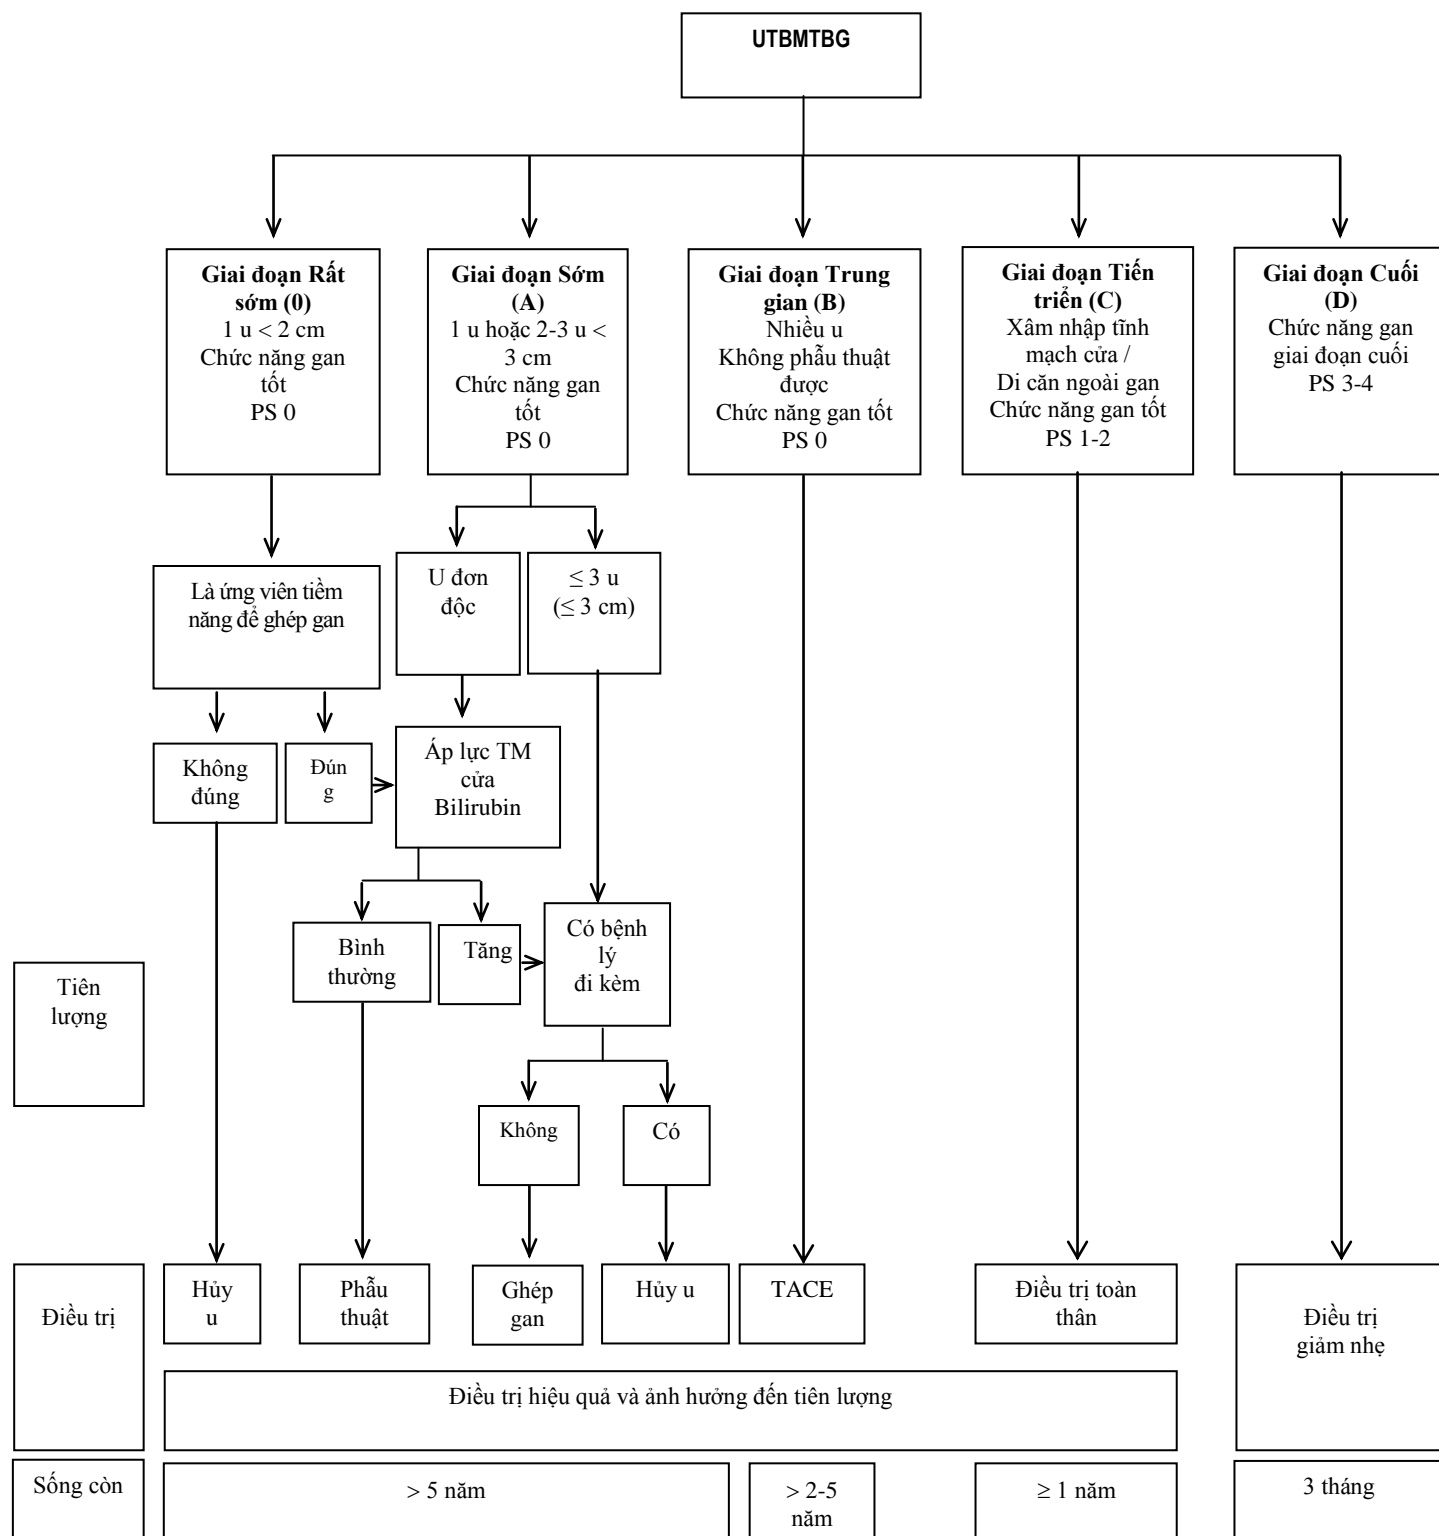 UTBMTBG
Giai đoạn Rất
sớm (0)
1 u < 2 cm
Chức năng gan
tốt
PS 0
Giai đoạn Sớm
(A)
1 u hoặc 2-3 u <
3 cm
Chức năng gan
tốt
PS 0
Giai đoạn Trung
gian (B)
Nhiều u
Không phẫu thuật
được
Chức năng gan tốt
PS 0
Giai đoạn Tiến
triển (C)
Xâm nhập tĩnh
mạch cửa /
Di căn ngoài gan
Chức năng gan tốt
PS 1-2
Giai đoạn Cuối
(D)
Chức năng gan
giai đoạn cuối
PS 3-4
Là ứng viên tiềm
năng để ghép gan
U đơn
độc
≤ 3 u
(≤ 3 cm)
Không
đúng
Đún
g
Áp lực TM
cửa
Bilirubin
Bình
thường
Tăng
Có bệnh
lý
đi kèm
Tiên
lượng
Không
Có
Điều trị
Hủy
u
Phẫu
thuật
Ghép
gan
Hủy u
TACE
Điều trị toàn
thân
Điều trị
giảm nhẹ
Điều trị hiệu quả và ảnh hưởng đến tiên lượng
Sống còn
> 5 năm
> 2-5
năm
≥ 1 năm
3 tháng